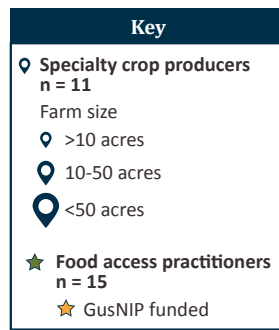 Key
Specialty crop producers
n = 11
Farm size
>10 acres
10-50 acres
<50 acres
Food access practitioners
n = 15
GusNIP funded